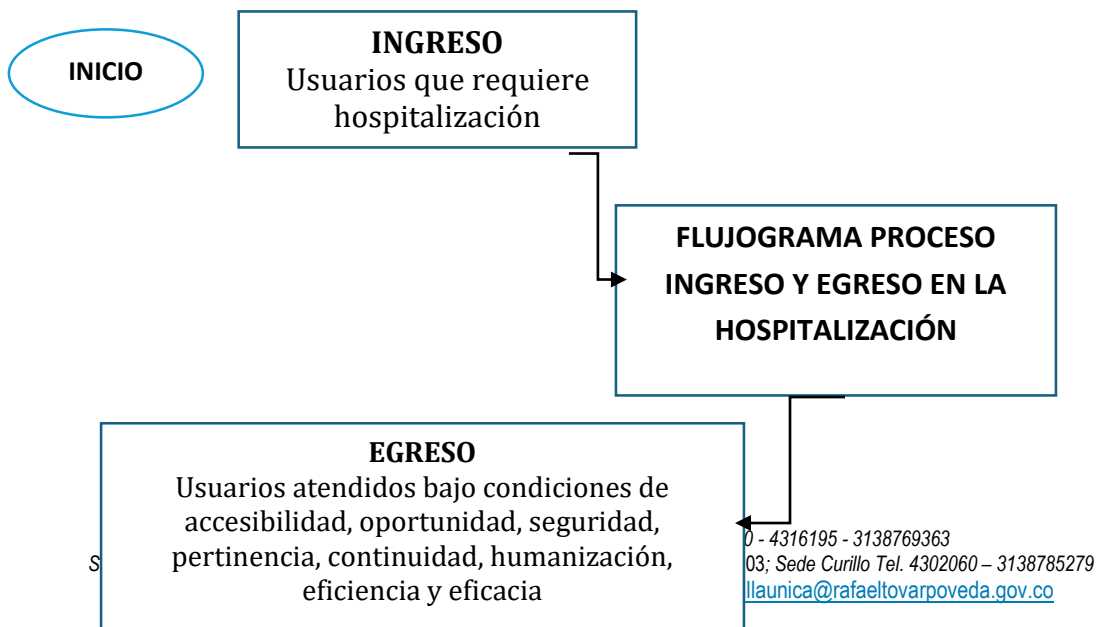 INICIO
INGRESO
Usuarios que requiere
hospitalización
FLUJOGRAMA PROCESO
INGRESO Y EGRESO EN LA
HOSPITALIZACIÓN
EGRESO
Usuarios atendidos bajo condiciones de
accesibilidad, oportunidad, seguridad,
pertinencia, continuidad, humanización,
eficiencia y eficacia
- 4316195 - 3138769363
S 03; Sede Curillo Tel. 4302060 – 3138785279
llaunica@rafaeltovarpoveda.gov.co